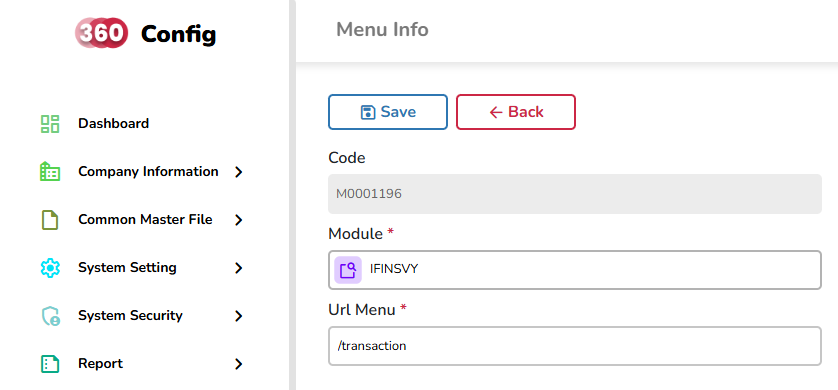 360 Config
Menu Info
Dashboard
Company Information
Common Master File
System Setting
System Security
Report
Save
Back
Code
M0001196
Module *
IFINSVY
Url Menu *
/transaction